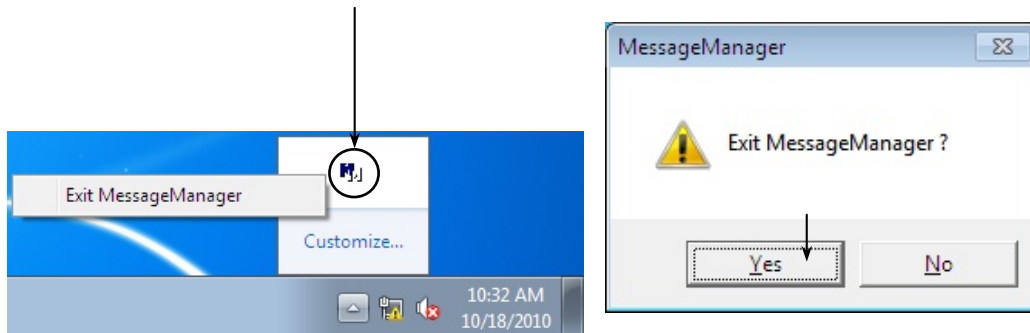 Exit MessageManager
Customize...
10:32 AM
10/18/2010
MessageManager
Exit MessageManager ?
Yes
No